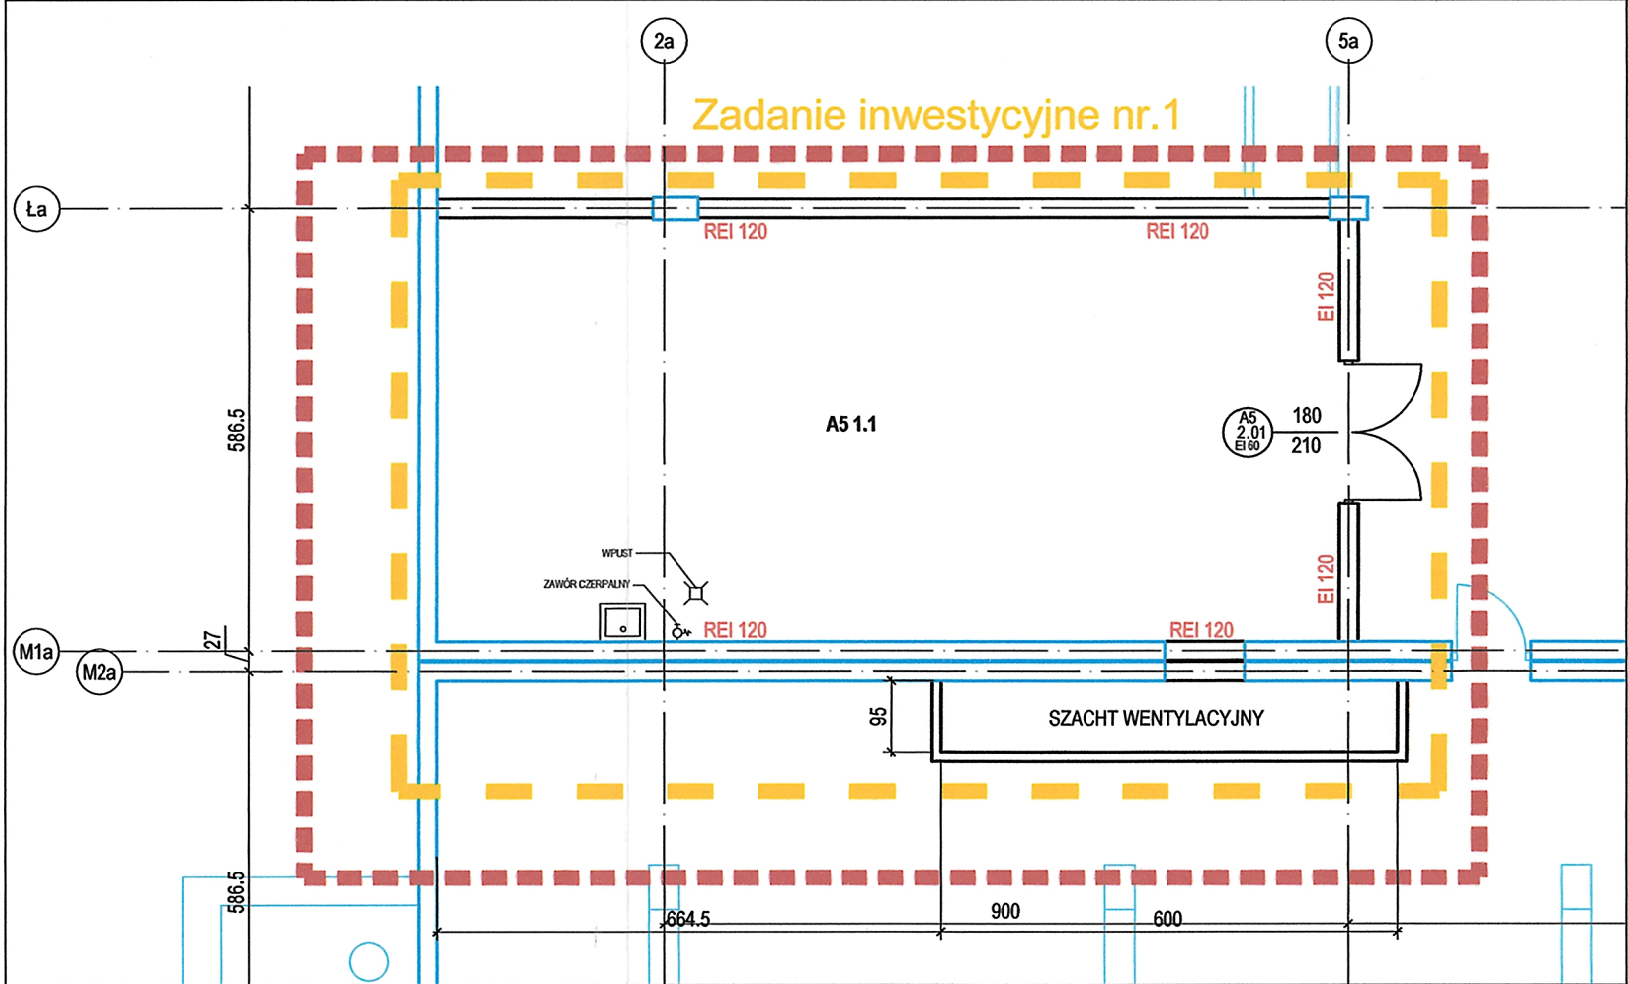 2a
5a
Zadanie inwestycyjne nr.1
Ła
REI 120
REI 120
EI 120
586.5
A5 1.1
A5
2.01
EI 60
180
210
WPUST
ZAWÓR CZERPALNY
EI 120
27
REI 120
REI 120
M1a
M2a
95
SZACHT WENTYLACYJNY
586.5
664.5
900
600